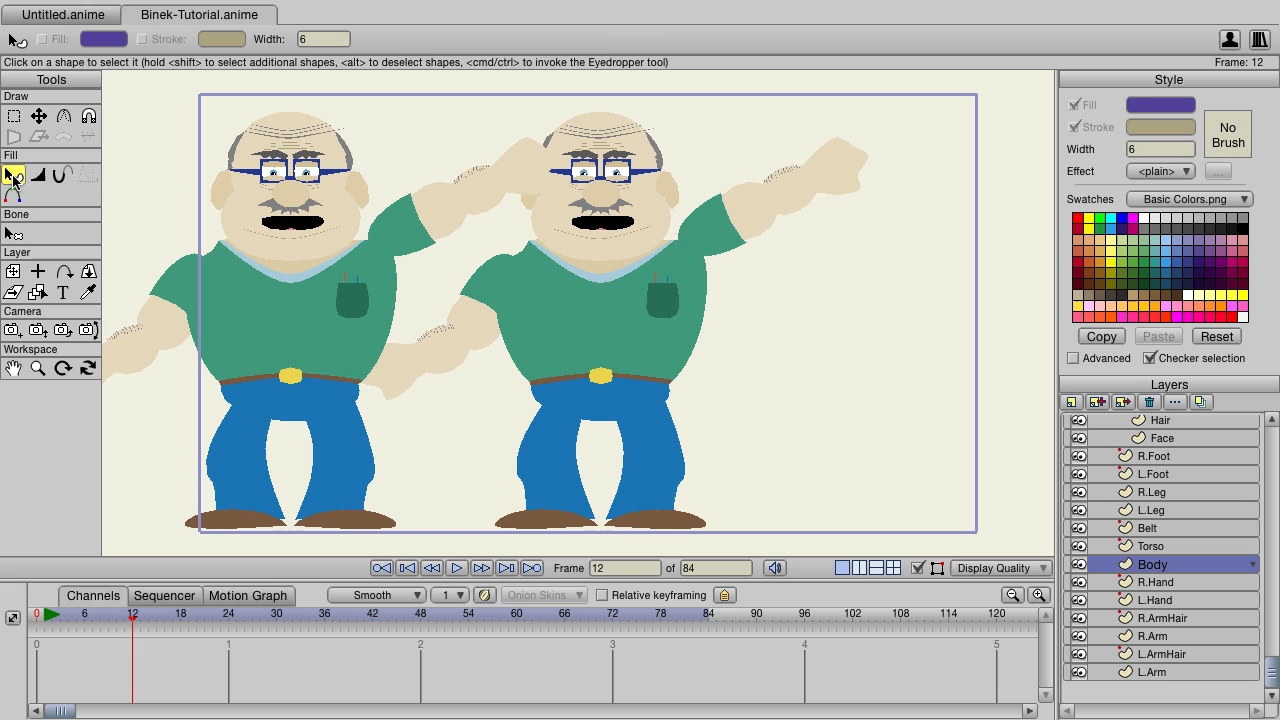 Untitled.anime
Binek-Tutorial.anime
Fill:
Stroke:
Width:
6
Click on a shape to select it (hold <shift> to select additional shapes, <alt> to deselect shapes, <cmd/ctrl> to invoke the Eyedropper tool)
Frame: 12
Tools
Draw
Fill
Bone
Layer
T
Camera
Workspace
Style
Fill
Stroke
No
Brush
Width
6
Effect
<plain>
...
Swatches
Basic Colors.png
Copy
Paste
Reset
Advanced
Checker selection
Layers
Hair
Face
R.Foot
L.Foot
R.Leg
L.Leg
Belt
Torso
Body
R.Hand
L.Hand
R.ArmHair
R.Arm
L.ArmHair
L.Arm
Frame
12
of
84
Display Quality
Channels
Sequencer
Motion Graph
Smooth
1
Onion Skins
Relative keyframing
0 6 12 18 24 30 36 42 48 54 60 66 72 78 84 90 96 102 108 114 120
0 1 2 3 4 5